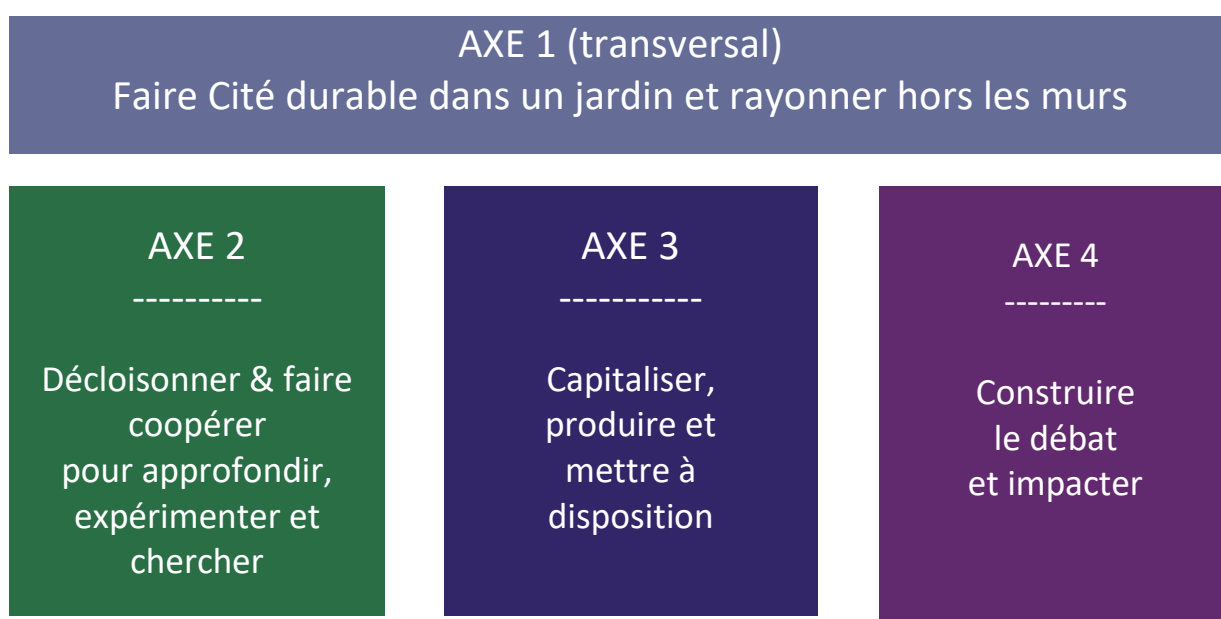 AXE 1 (transversal)
Faire Cité durable dans un jardin et rayonner hors les murs
AXE 2
----------
Décloisonner & faire
coopérer
pour approfondir,
expérimenter et
chercher
AXE 3
-----------
Capitaliser,
produire et
mettre à
disposition
AXE 4
---------
Construire
le débat
et impacter